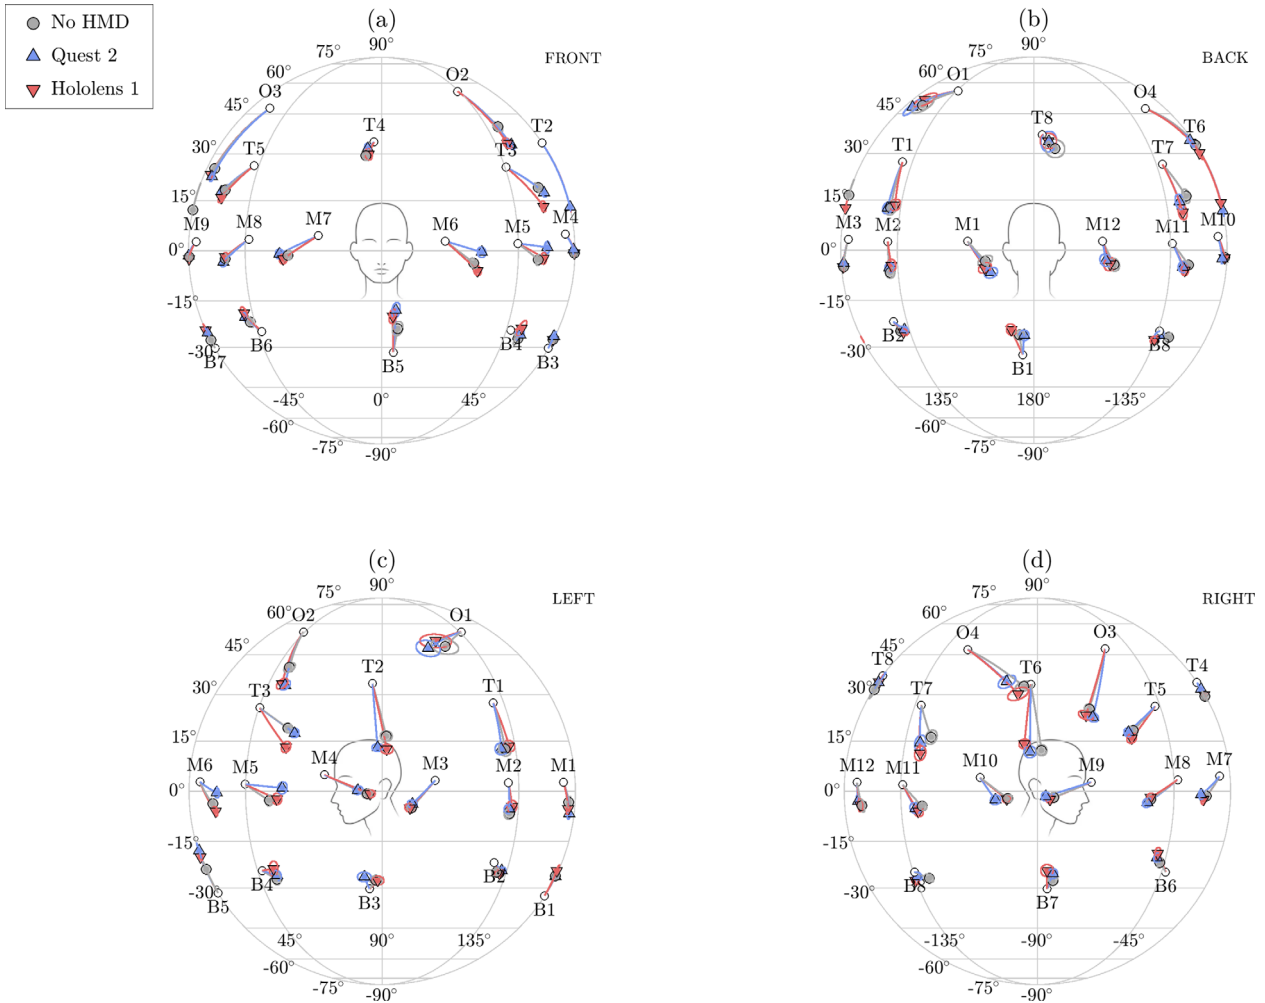 No HMD
Quest 2
Hololens 1
(a)
FRONT
90°
75°
60°
45°
30°
15°
0°
-15°
-30°
-45°
0°
45°
-60°
-75°
-90°
O3
O2
T4
T2
T5
T3
M9
M8
M7
M6
M5
M4
B7
B6
B5
B4
B3
(b)
BACK
90°
75°
60°
45°
30°
15°
0°
-15°
-30°
135°
180°
-135°
-60°
-75°
-90°
O1
O4
T8
T6
T1
T7
M3
M2
M1
M12
M11
M10
B2
B1
B8
(c)
LEFT
90°
75°
60°
45°
30°
15°
0°
-15°
-30°
45°
90°
135°
-60°
-75°
-90°
O2
O1
T2
T3
T1
M6
M5
M4
M3
M2
M1
B5
B4
B3
B2
B1
(d)
RIGHT
90°
75°
60°
45°
30°
15°
0°
-15°
-30°
-135°
-90°
-45°
-60°
-75°
-90°
O4
O3
T8
T6
T4
T7
T5
M12
M11
M10
M9
M8
M7
B8
B7
B6